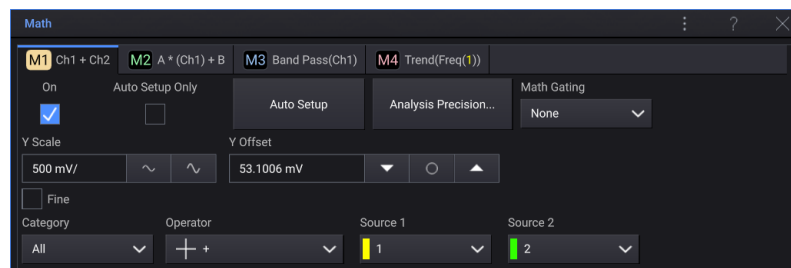 Math ?
M1 Ch1 + Ch2 M2 A * (Ch1) + B M3 Band Pass(Ch1) M4 Trend(Freq(1))
On Auto Setup Only Auto Setup Analysis Precision... Math Gating
None
Y Scale Y Offset
500 mV/ 53.1006 mV
Fine
Category Operator Source 1 Source 2
All + 1 2